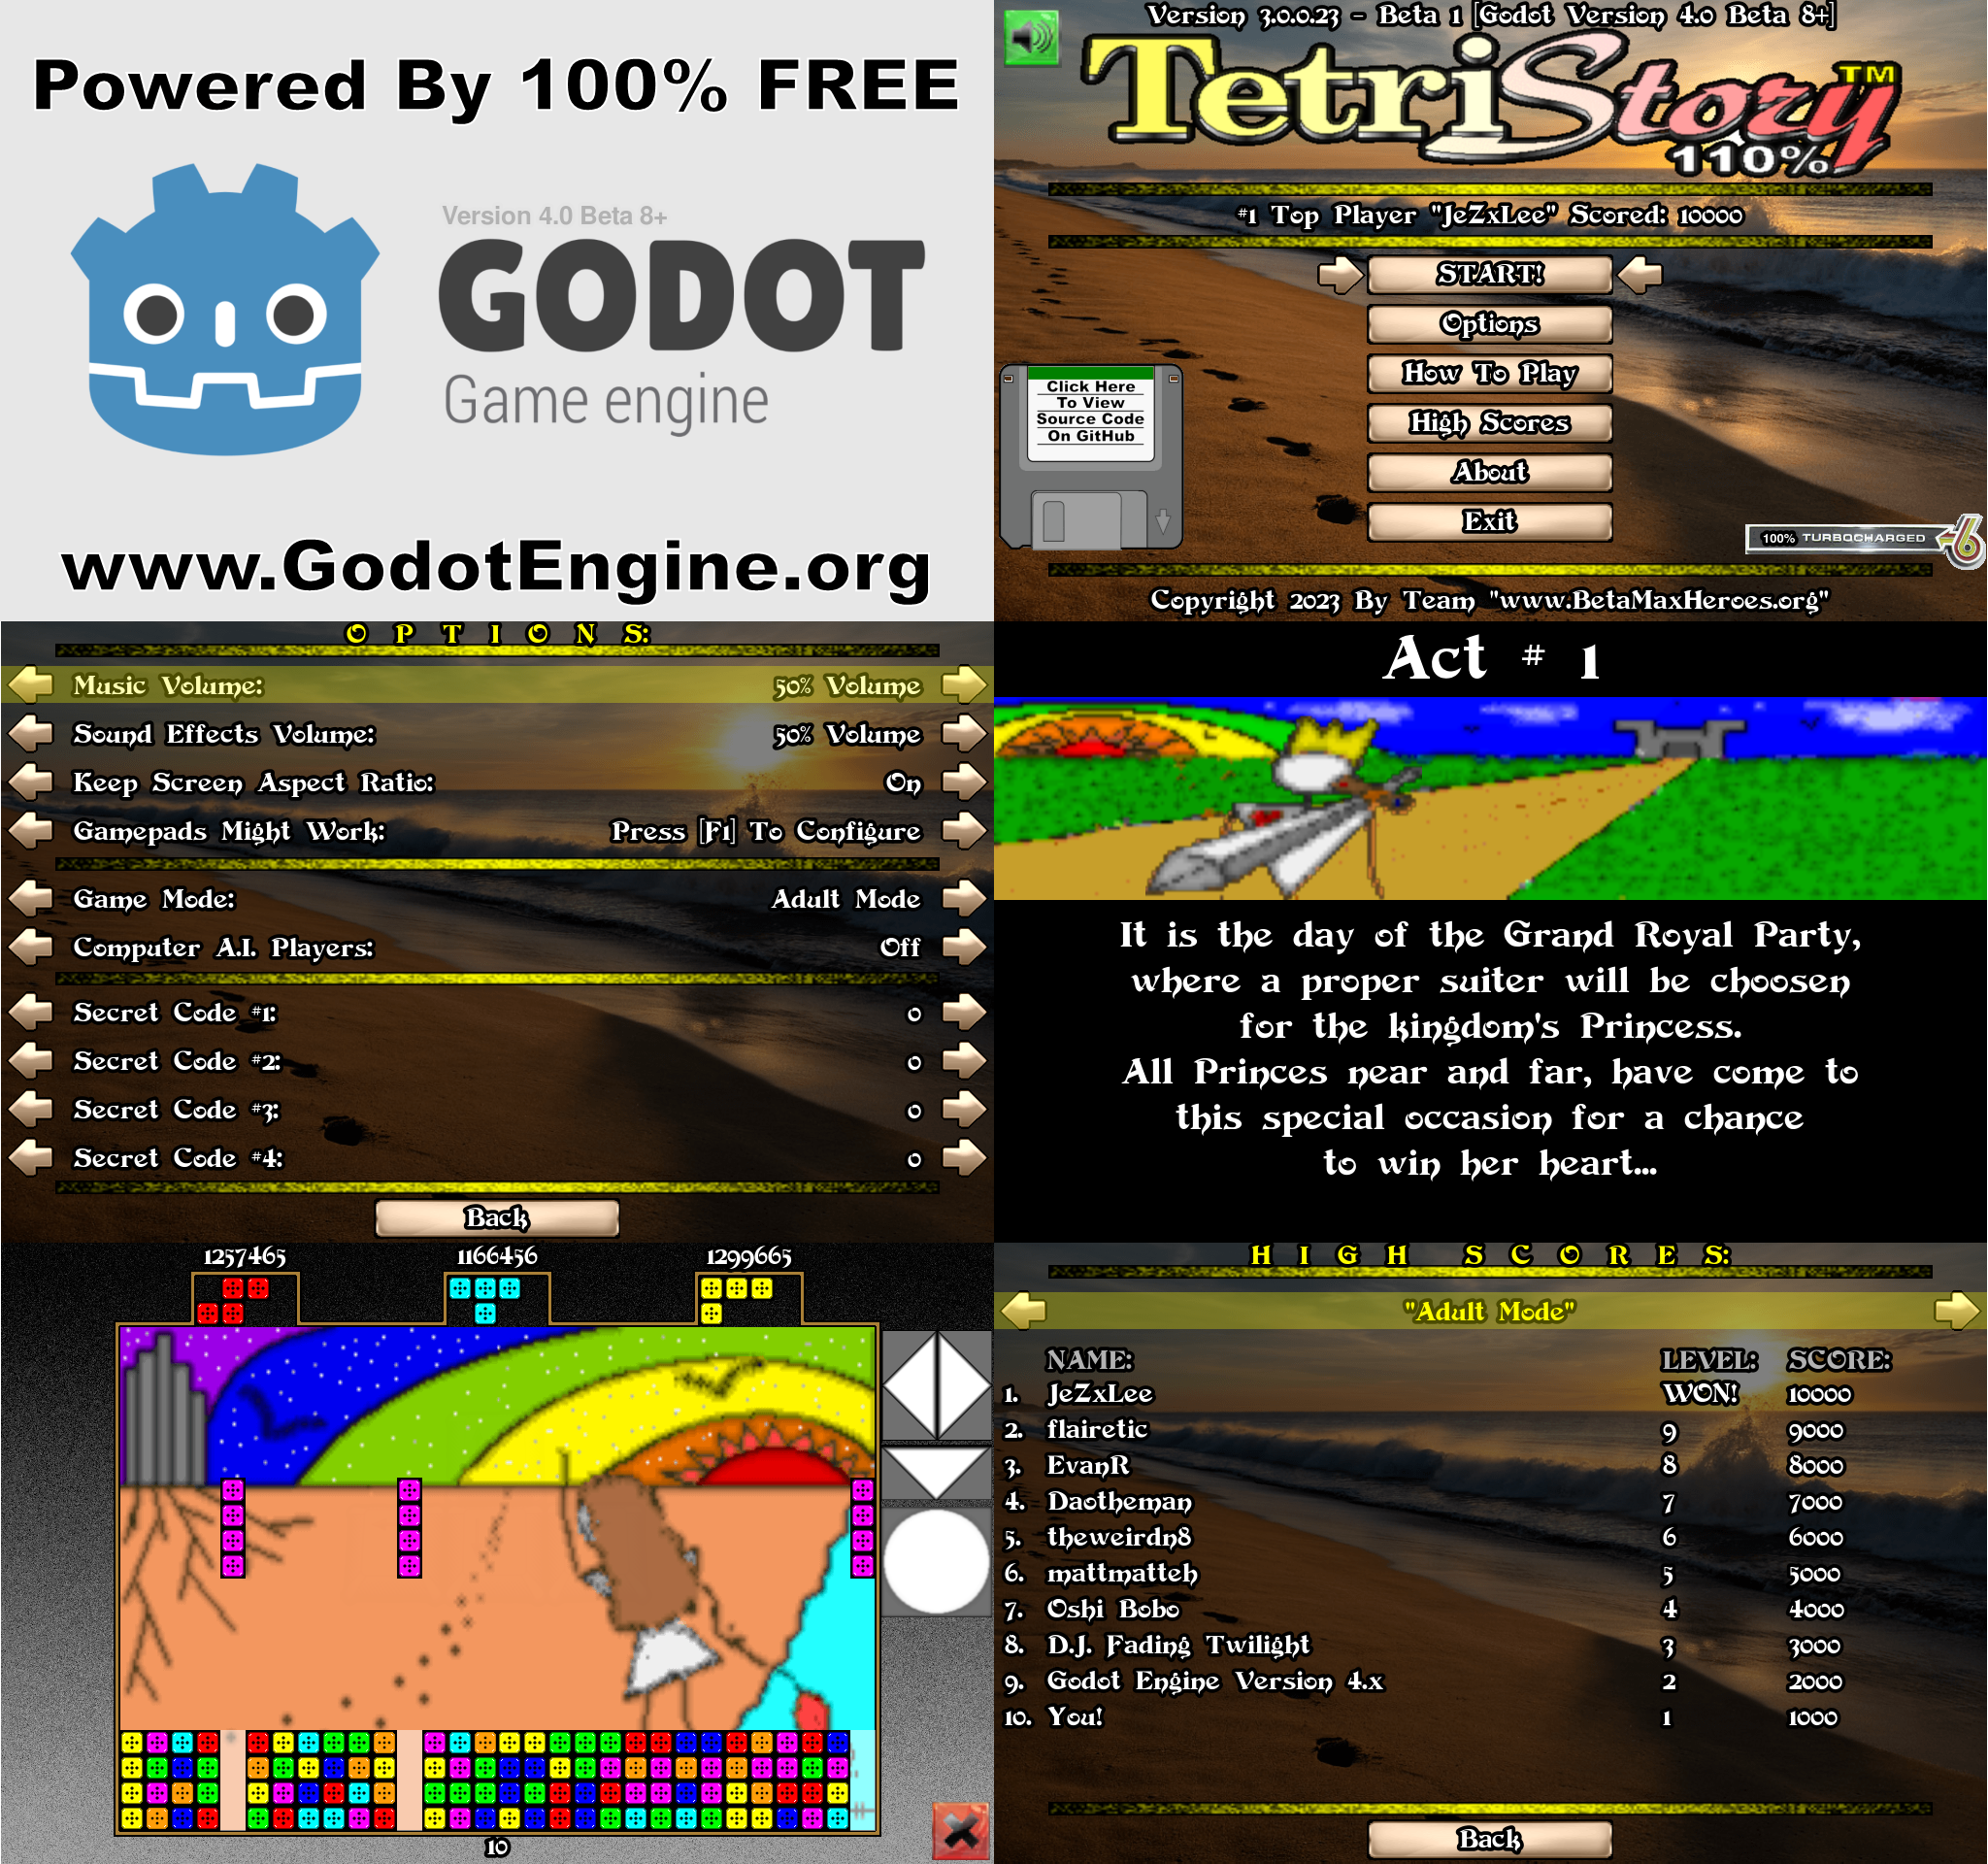 Powered By 100% FREE
Version 4.0 Beta 8+
GODOT
Game engine
www.GodotEngine.org
Version 3.0.0.23 - Beta 1 [Godot Version 4.0 Beta 8+]
TetriStory™
110%
#1 Top Player "JeZxLee" Scored: 10000
START!
Options
How To Play
High Scores
About
Exit
Click Here
To View
Source Code
On GitHub
100% TURBOCHARGED
Copyright 2023 By Team "www.BetaMaxHeroes.org"
O P T I O N S:
Music Volume: 50% Volume
Sound Effects Volume: 50% Volume
Keep Screen Aspect Ratio: On
Gamepads Might Work: Press [F1] To Configure
Game Mode: Adult Mode
Computer A.I. Players: Off
Secret Code #1: 0
Secret Code #2: 0
Secret Code #3: 0
Secret Code #4: 0
Back
Act # 1
It is the day of the Grand Royal Party,
where a proper suiter will be choosen
for the kingdom's Princess.
All Princes near and far, have come to
this special occasion for a chance
to win her heart...
1257465 1166456 1299665
10
H I G H S C O R E S:
"Adult Mode"
NAME: LEVEL: SCORE:
1. JeZxLee WON! 10000
2. flairetic 9 9000
3. EvanR 8 8000
4. Daotheman 7 7000
5. theweirdn8 6 6000
6. mattmatteh 5 5000
7. Oshi Bobo 4 4000
8. D.J. Fading Twilight 3 3000
9. Godot Engine Version 4.x 2 2000
10. You! 1 1000
Back